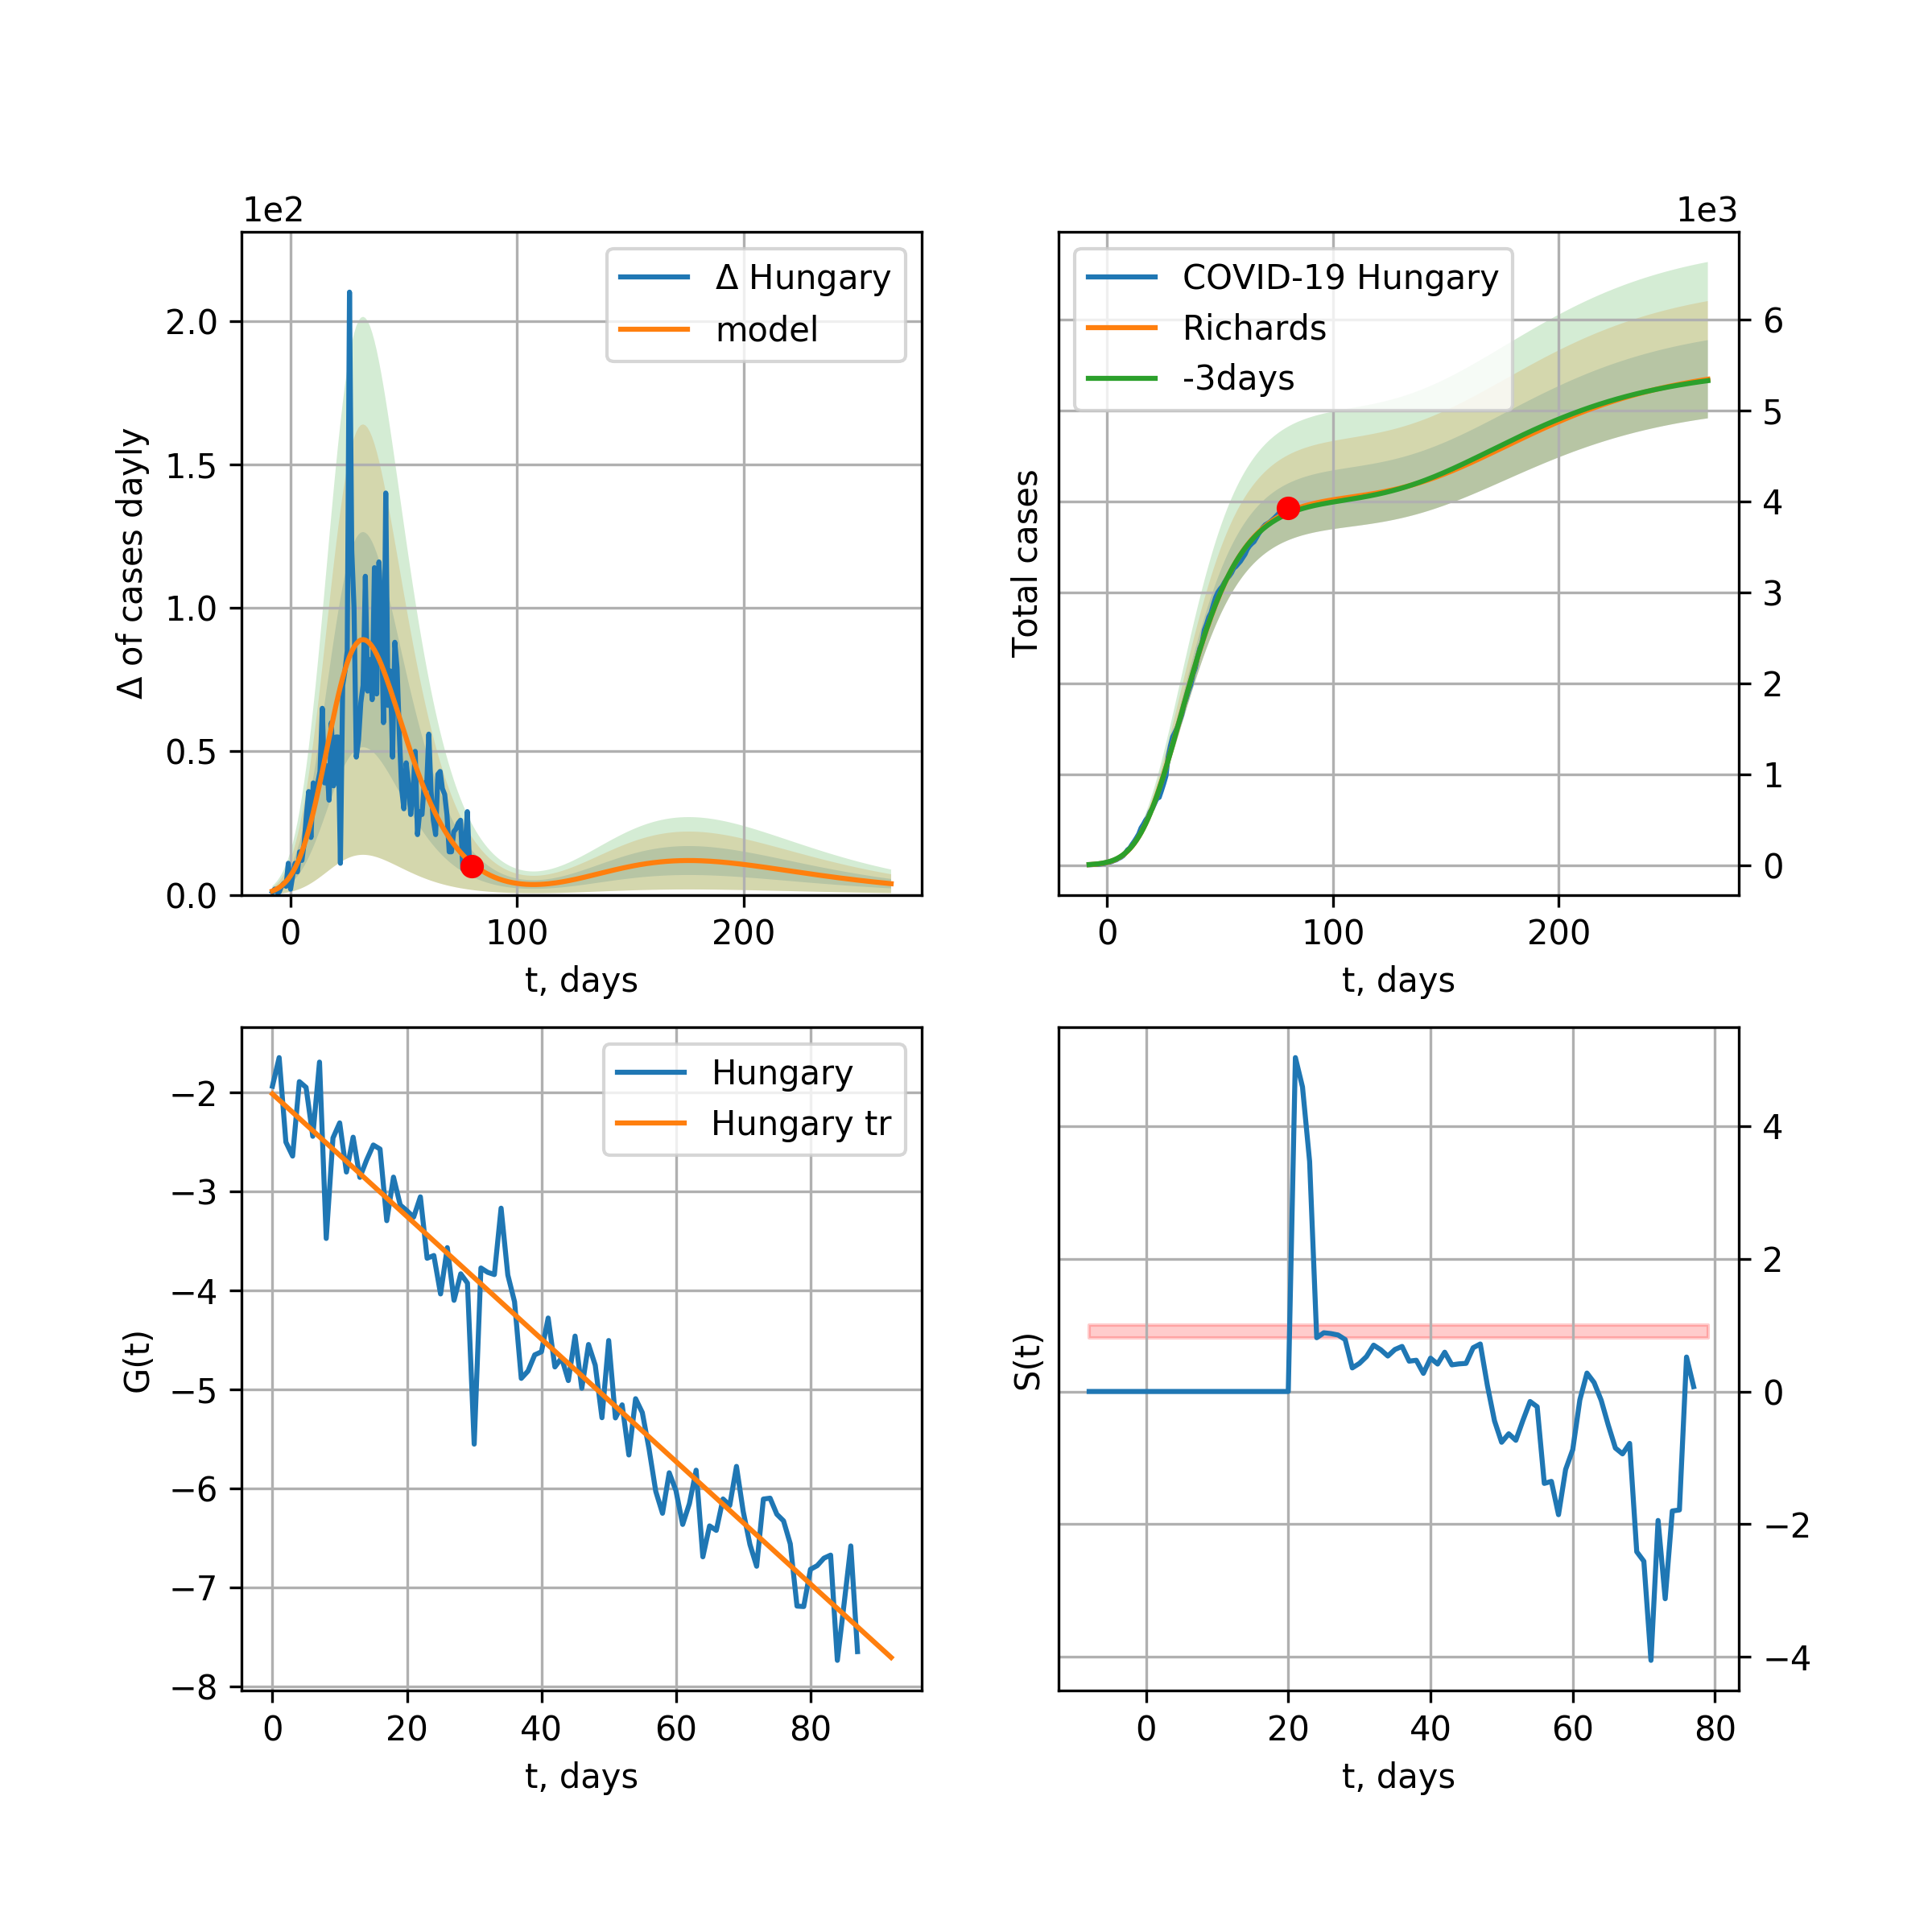 1e2
Δ of cases dayly
2.0
1.5
1.0
0.5
0.0
0 100 200
t, days
Δ Hungary
model
1e3
Total cases
6
5
4
3
2
1
0
0 100 200
t, days
COVID-19 Hungary
Richards
-3days
G(t)
−2
−3
−4
−5
−6
−7
−8
0 20 40 60 80
t, days
Hungary
Hungary tr
S(t)
4
2
0
−2
−4
0 20 40 60 80
t, days